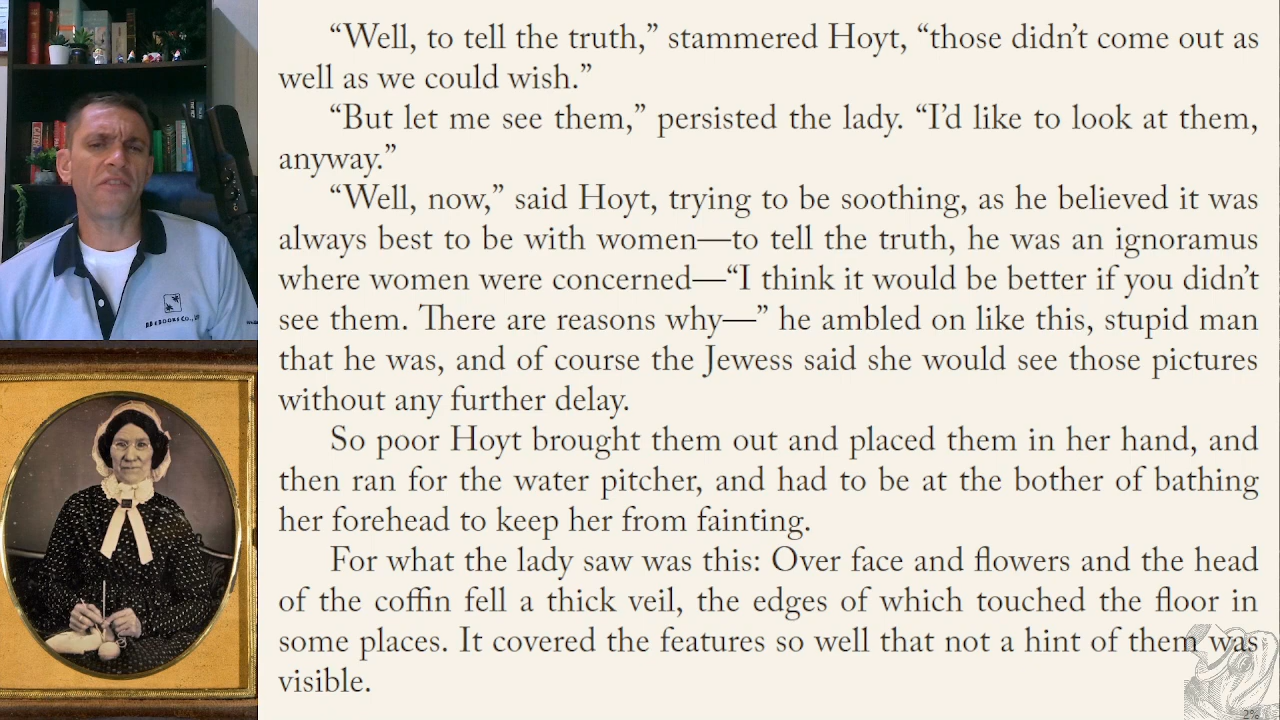 “Well, to tell the truth,” stammered Hoyt, “those didn’t come out as
well as we could wish.”
“But let me see them,” persisted the lady. “I’d like to look at them,
anyway.”
“Well, now,” said Hoyt, trying to be soothing, as he believed it was
always best to be with women—to tell the truth, he was an ignoramus
where women were concerned—“I think it would be better if you didn’t
see them. There are reasons why—” he ambled on like this, stupid man
that he was, and of course the Jewess said she would see those pictures
without any further delay.
So poor Hoyt brought them out and placed them in her hand, and
then ran for the water pitcher, and had to be at the bother of bathing
her forehead to keep her from fainting.
For what the lady saw was this: Over face and flowers and the head
of the coffin fell a thick veil, the edges of which touched the floor in
some places. It covered the features so well that not a hint of them was
visible.
2%